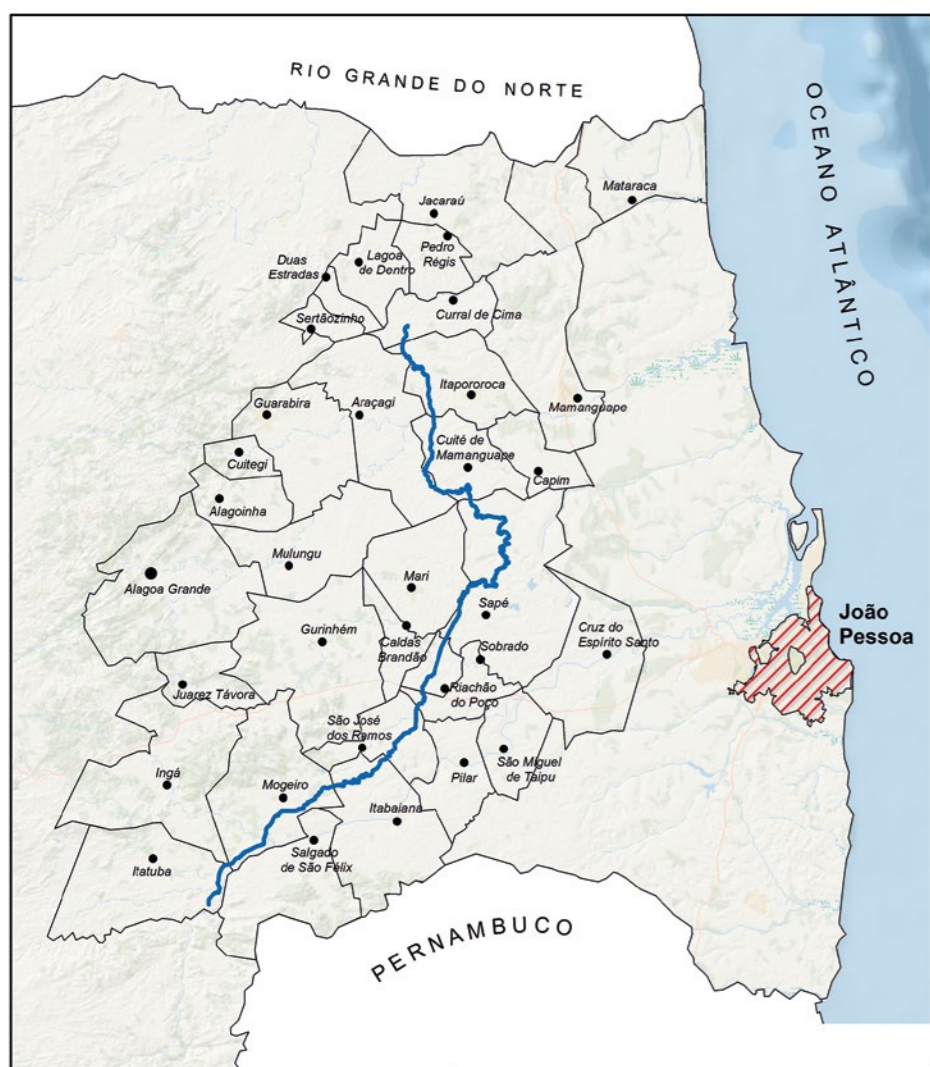 RIO GRANDE DO NORTE
OCEANO ATLÂNTICO
Mataraca
Jacaraú
Pedro
Régis
Lagoa
de Dentro
Duas
Estradas
Sertãozinho
Curral de Cima
Itapororoca
Mamanguape
Guarabira
Araçagi
Cuité de
Mamanguape
Cuitegi
Capim
Alagoinha
Mulungu
Alagoa Grande
Mari
Sapé
João
Pessoa
Gurinhém
Caldas
Brandão
Sobrado
Cruz do
Espírito Santo
Juarez Távora
Riachão
do Poço
São José
dos Ramos
São Miguel
de Taipu
Pilar
Ingá
Mogeiro
Itabaiana
Itatuba
Salgado
de São Félix
PERNAMBUCO